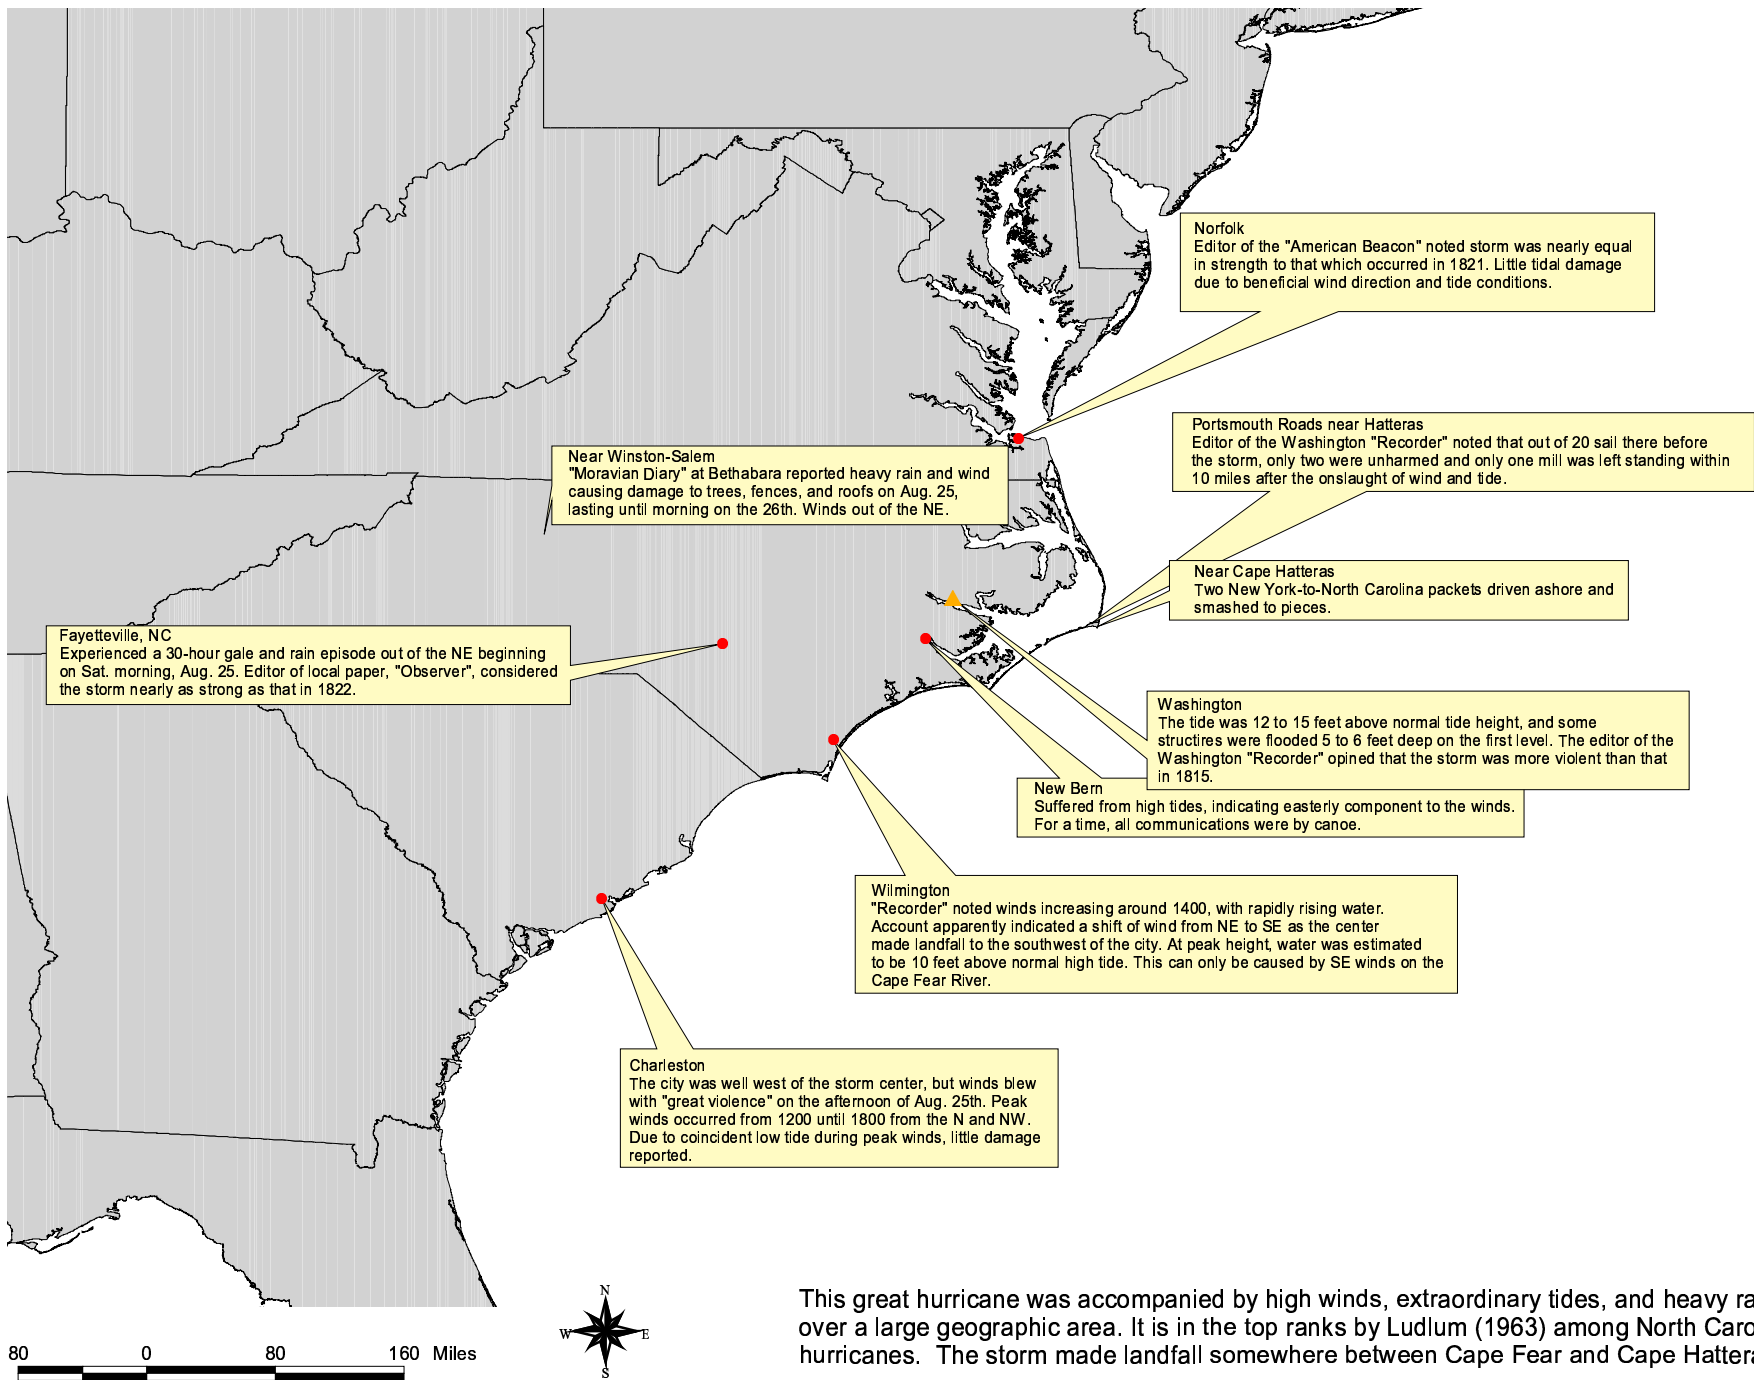 Norfolk
Editor of the "American Beacon" noted storm was nearly equal
in strength to that which occurred in 1821. Little tidal damage
due to beneficial wind direction and tide conditions.
Portsmouth Roads near Hatteras
Editor of the Washington "Recorder" noted that out of 20 sail there before
the storm, only two were unharmed and only one mill was left standing within
10 miles after the onslaught of wind and tide.
Near Winston-Salem
"Moravian Diary" at Bethabara reported heavy rain and wind
causing damage to trees, fences, and roofs on Aug. 25,
lasting until morning on the 26th. Winds out of the NE.
Near Cape Hatteras
Two New York-to-North Carolina packets driven ashore and
smashed to pieces.
Fayetteville, NC
Experienced a 30-hour gale and rain episode out of the NE beginning
on Sat. morning, Aug. 25. Editor of local paper, "Observer", considered
the storm nearly as strong as that in 1822.
Washington
The tide was 12 to 15 feet above normal tide height, and some
structires were flooded 5 to 6 feet deep on the first level. The editor of the
Washington "Recorder" opined that the storm was more violent than that
in 1815.
New Bern
Suffered from high tides, indicating easterly component to the winds.
For a time, all communications were by canoe.
Wilmington
"Recorder" noted winds increasing around 1400, with rapidly rising water.
Account apparently indicated a shift of wind from NE to SE as the center
made landfall to the southwest of the city. At peak height, water was estimated
to be 10 feet above normal high tide. This can only be caused by SE winds on the
Cape Fear River.
Charleston
The city was well west of the storm center, but winds blew
with "great violence" on the afternoon of Aug. 25th. Peak
winds occurred from 1200 until 1800 from the N and NW.
Due to coincident low tide during peak winds, little damage
reported.
N
W E
S
80 0 80 160 Miles
This great hurricane was accompanied by high winds, extraordinary tides, and heavy ra
over a large geographic area. It is in the top ranks by Ludlum (1963) among North Caro
hurricanes. The storm made landfall somewhere between Cape Fear and Cape Hattera